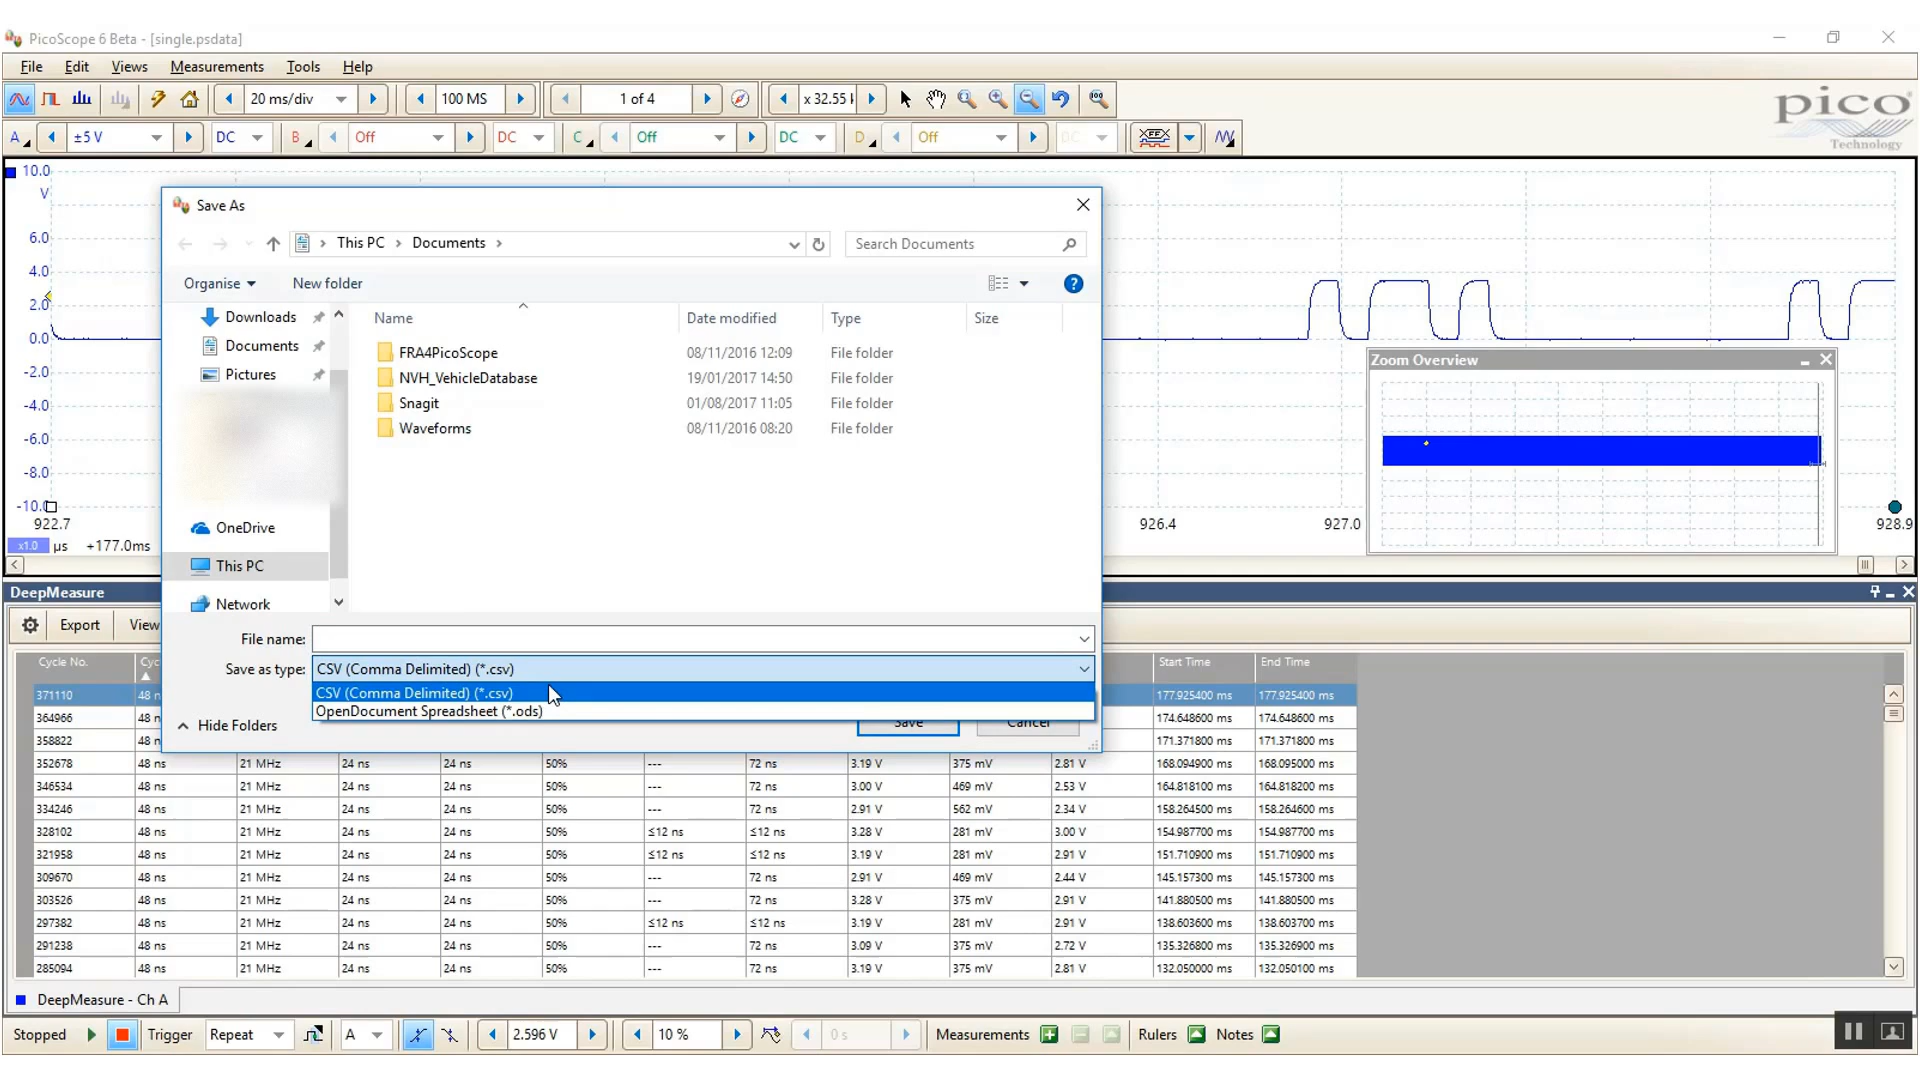 PicoScope 6 Beta - [single.psdata]
File Edit Views Measurements Tools Help
20 ms/div 100 MS 1 of 4 x 32.55
pico
Technology
A ±5 V DC B Off DC C Off DC D Off DC
10.0
V
6.0
4.0
2.0
0.0
-2.0
-4.0
-6.0
-8.0
-10.0
922.7 926.4 927.0 928.9
x1.0 µs +177.0ms
Zoom Overview
Save As
This PC Documents
Search Documents
Organise New folder
Downloads
Documents
Pictures
OneDrive
This PC
Network
Name Date modified Type Size
FRA4PicoScope 08/11/2016 12:09 File folder
NVH_VehicleDatabase 19/01/2017 14:50 File folder
Snagit 01/08/2017 11:05 File folder
Waveforms 08/11/2016 08:20 File folder
File name:
Save as type: CSV (Comma Delimited) (*.csv)
CSV (Comma Delimited) (*.csv)
OpenDocument Spreadsheet (*.ods)
Hide Folders Save Cancel
DeepMeasure
Export View
Cycle No. Cyc Start Time End Time
371110 48 n 177.925400 ms 177.925400 ms
364966 48 n 174.648600 ms 174.648600 ms
358822 48 n 171.371800 ms 171.371800 ms
352678 48 ns 21 MHz 24 ns 24 ns 50% --- 72 ns 3.19 V 375 mV 2.81 V 168.094900 ms 168.095000 ms
346534 48 ns 21 MHz 24 ns 24 ns 50% --- 72 ns 3.00 V 469 mV 2.53 V 164.818100 ms 164.818200 ms
334246 48 ns 21 MHz 24 ns 24 ns 50% --- 72 ns 2.91 V 562 mV 2.34 V 158.264500 ms 158.264600 ms
328102 48 ns 21 MHz 24 ns 24 ns 50% ≤12 ns ≤12 ns 3.28 V 281 mV 3.00 V 154.987700 ms 154.987700 ms
321958 48 ns 21 MHz 24 ns 24 ns 50% ≤12 ns ≤12 ns 3.19 V 281 mV 2.91 V 151.710900 ms 151.710900 ms
309670 48 ns 21 MHz 24 ns 24 ns 50% --- 72 ns 2.91 V 469 mV 2.44 V 145.157300 ms 145.157300 ms
303526 48 ns 21 MHz 24 ns 24 ns 50% --- 72 ns 3.28 V 375 mV 2.91 V 141.880500 ms 141.880500 ms
297382 48 ns 21 MHz 24 ns 24 ns 50% ≤12 ns ≤12 ns 3.19 V 281 mV 2.91 V 138.603600 ms 138.603700 ms
291238 48 ns 21 MHz 24 ns 24 ns 50% --- 72 ns 3.09 V 375 mV 2.72 V 135.326800 ms 135.326900 ms
285094 48 ns 21 MHz 24 ns 24 ns 50% --- 72 ns 3.19 V 375 mV 2.81 V 132.050000 ms 132.050100 ms
DeepMeasure - Ch A
Stopped Trigger Repeat A 2.596 V 10 % 0 s Measurements Rulers Notes